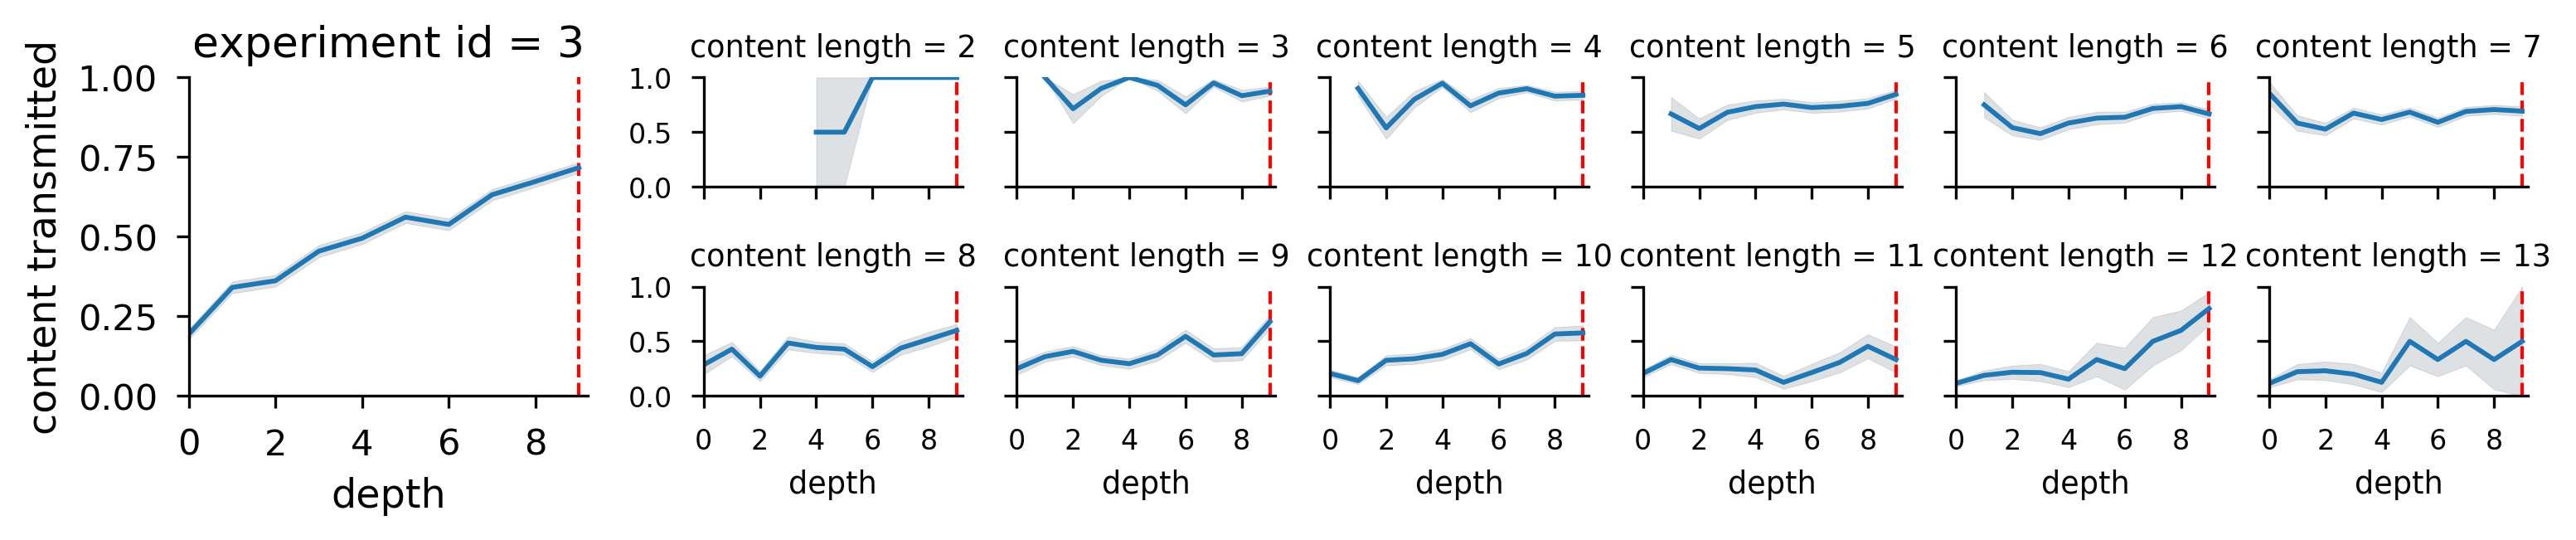 experiment id = 3
content transmitted
1.00
0.75
0.50
0.25
0.00
0 2 4 6 8
depth
content length = 2 content length = 3 content length = 4 content length = 5 content length = 6 content length = 7
1.0
0.5
0.0
content length = 8 content length = 9 content length = 10 content length = 11 content length = 12 content length = 13
1.0
0.5
0.0
0 2 4 6 8 0 2 4 6 8 0 2 4 6 8 0 2 4 6 8 0 2 4 6 8 0 2 4 6 8
depth depth depth depth depth depth